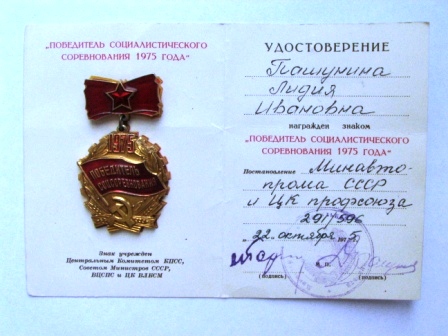 „ПОБЕДИТЕЛЬ СОЦИАЛИСТИЧЕСКОГО
СОРЕВНОВАНИЯ 1975 ГОДА"
1975
ПОБЕДИТЕЛЬ
СОЦСОРЕВНОВАНИЯ
Знак учрежден
Центральным Комитетом КПСС,
Советом Министров СССР,
ВЦСПС и ЦК ВЛКСМ
УДОСТОВЕРЕНИЕ
Пашунина
Лидия
Ивановна
награжден знаком
„ПОБЕДИТЕЛЬ СОЦИАЛИСТИЧЕСКОГО
СОРЕВНОВАНИЯ 1975 ГОДА"
Постановление Минавто-
прома СССР
и ЦК профсоюза
291/596
„22" октября 1975 г.
(подпись) (подпись)